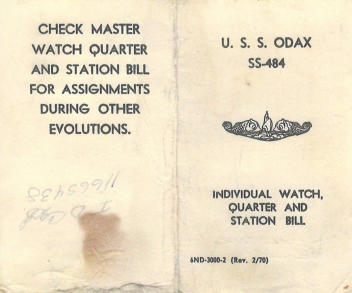 CHECK MASTER
WATCH QUARTER
AND STATION BILL
FOR ASSIGNMENTS
DURING OTHER
EVOLUTIONS.
U. S. S. ODAX
SS-484
INDIVIDUAL WATCH,
QUARTER AND
STATION BILL
6ND-3000-2 (Rev. 2/70)